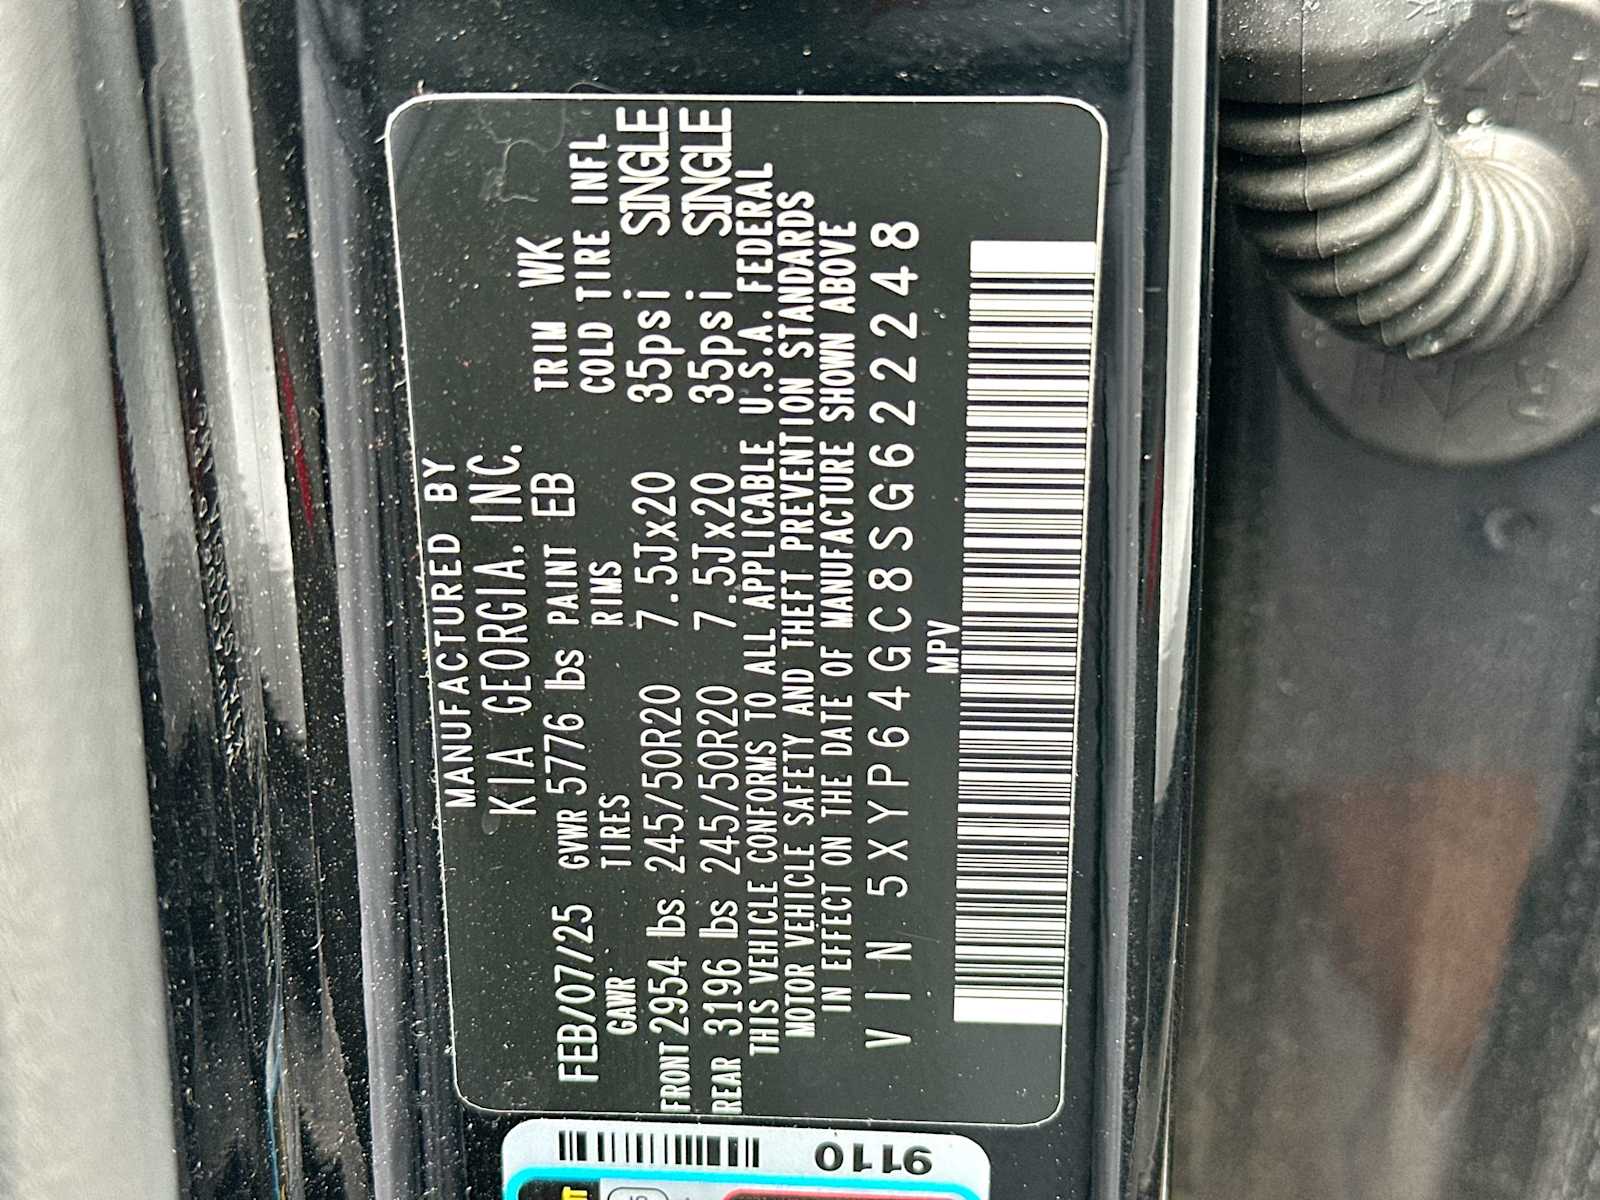 MANUFACTURED BY
KIA GEORGIA, INC.
FEB/07/25 GVWR 5776 lbs PAINT EB TRIM WK
GAWR TIRES RIMS COLD TIRE INFL
FRONT 2954 lbs 245/50R20 7.5Jx20 35psi SINGLE
REAR 3196 lbs 245/50R20 7.5Jx20 35psi SINGLE
THIS VEHICLE CONFORMS TO ALL APPLICABLE U.S.A. FEDERAL
MOTOR VEHICLE SAFETY AND THEFT PREVENTION STANDARDS
IN EFFECT ON THE DATE OF MANUFACTURE SHOWN ABOVE
VIN 5XYP64GC8SG622248
MPV
9110